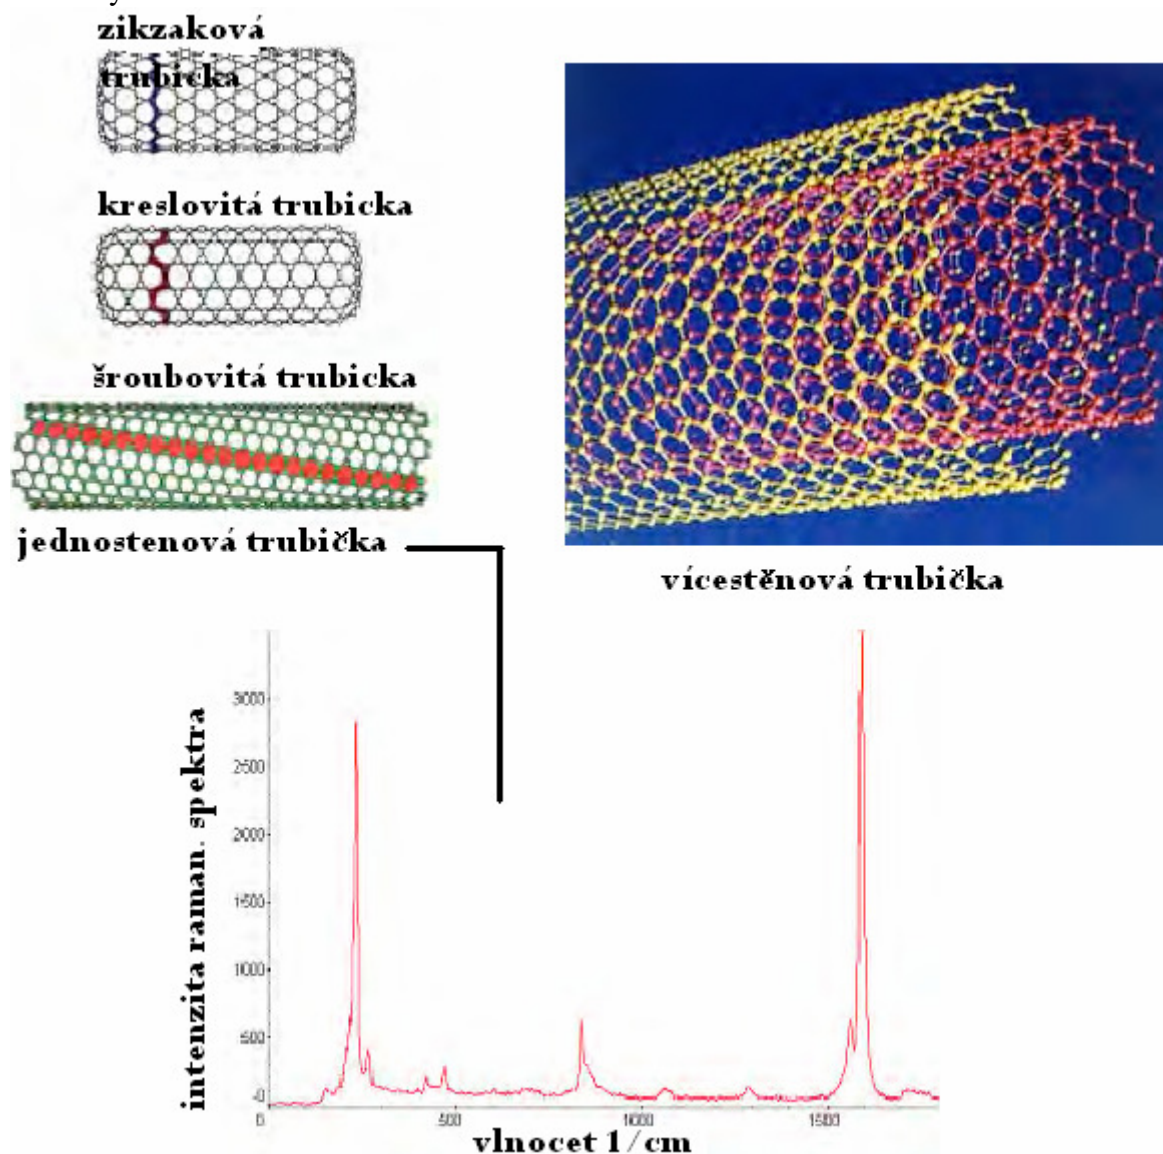 zikzaková
trubicka
kreslovitá trubicka
šroubovitá trubicka
jednostenová trubička
vícestěnová trubička
intenzita raman. spektra
3000
2500
2000
1500
1000
500
-0
0
500
1000
1500
vlnocet 1/cm